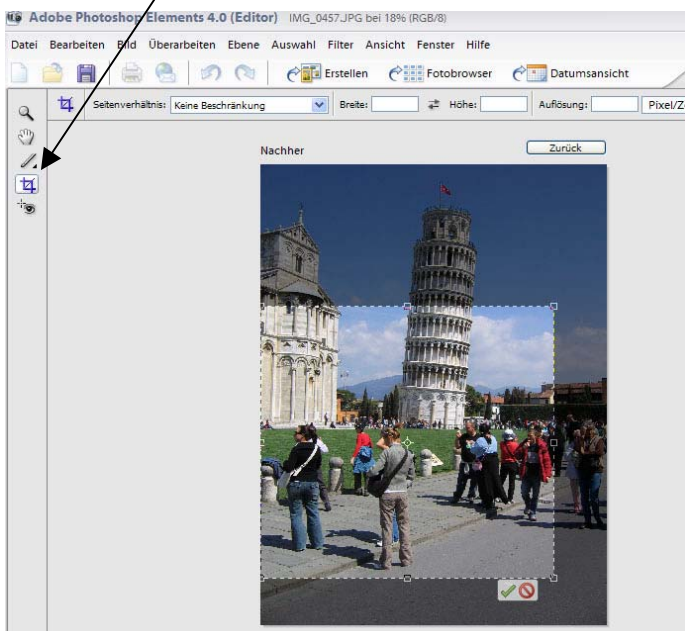 Adobe Photoshop Elements 4.0 (Editor) IMG_0457.JPG bei 18% (RGB/8)
Datei Bearbeiten Bild Überarbeiten Ebene Auswahl Filter Ansicht Fenster Hilfe
Erstellen Fotobrowser Datumsansicht
Seitenverhältnis: Keine Beschränkung Breite: Höhe: Auflösung: Pixel/Z
Nachher Zurück